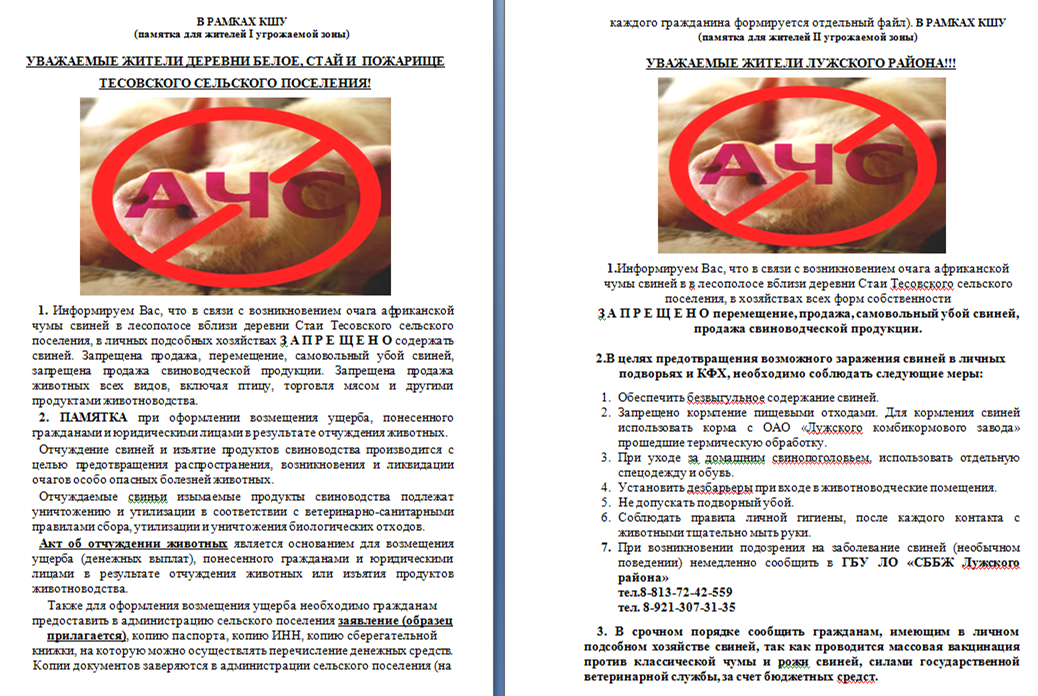 В РАМКАХ КШУ
(памятка для жителей I угрожаемой зоны)
УВАЖАЕМЫЕ ЖИТЕЛИ ДЕРЕВНИ БЕЛОЕ, СТАЙ И ПОЖАРИЩЕ
ТЕСОВСКОГО СЕЛЬСКОГО ПОСЕЛЕНИЯ!
АЧС
1. Информируем Вас, что в связи с возникновением очага африканской
чумы свиней в лесополосе вблизи деревни Стаи Тесовского сельского
поселения, в личных подсобных хозяйствах З А П Р Е Щ Е Н О содержать
свиней. Запрещена продажа, перемещение, самовольный убой свиней,
запрещена продажа свиноводческой продукции. Запрещена продажа
животных всех видов, включая птицу, торговля мясом и другими
продуктами животноводства.
2. ПАМЯТКА при оформлении возмещения ущерба, понесенного
гражданами и юридическими лицами в результате отчуждения животных.
Отчуждение свиней и изъятие продуктов свиноводства производится с
целью предотвращения распространения, возникновения и ликвидации
очагов особо опасных болезней животных.
Отчуждаемые свиньи изымаемые продукты свиноводства подлежат
уничтожению и утилизации в соответствии с ветеринарно-санитарными
правилами сбора, утилизации и уничтожения биологических отходов.
Акт об отчуждении животных является основанием для возмещения
ущерба (денежных выплат), понесенного гражданами и юридическими
лицами в результате отчуждения животных или изъятия продуктов
животноводства.
Также для оформления возмещения ущерба необходимо гражданам
предоставить в администрацию сельского поселения заявление (образец
прилагается), копию паспорта, копию ИНН, копию сберегательной
книжки, на которую можно осуществлять перечисление денежных средств.
Копии документов заверяются в администрации сельского поселения (на
каждого гражданина формируется отдельный файл). В РАМКАХ КШУ
(памятка для жителей II угрожаемой зоны)
УВАЖАЕМЫЕ ЖИТЕЛИ ЛУЖСКОГО РАЙОНА!!!
АЧС
1.Информируем Вас, что в связи с возникновением очага африканской
чумы свиней в в лесополосе вблизи деревни Стаи Тесовского сельского
поселения, в хозяйствах всех форм собственности
З А П Р Е Щ Е Н О перемещение, продажа, самовольный убой свиней,
продажа свиноводческой продукции.
2.В целях предотвращения возможного заражения свиней в личных
подворьях и КФХ, необходимо соблюдать следующие меры:
1. Обеспечить безвыгульное содержание свиней.
2. Запрещено кормление пищевыми отходами. Для кормления свиней
использовать корма с ОАО «Лужского комбикормового завода»
прошедшие термическую обработку.
3. При уходе за домашним свинопоголовьем, использовать отдельную
спецодежду и обувь.
4. Установить дезбарьеры при входе в животноводческие помещения.
5. Не допускать подворный убой.
6. Соблюдать правила личной гигиены, после каждого контакта с
животными тщательно мыть руки.
7. При возникновении подозрения на заболевание свиней (необычном
поведении) немедленно сообщить в ГБУ ЛО «СББЖ Лужского
района»
тел.8-813-72-42-559
тел. 8-921-307-31-35
3. В срочном порядке сообщить гражданам, имеющим в личном
подсобном хозяйстве свиней, так как проводится массовая вакцинация
против классической чумы и рожи свиней, силами государственной
ветеринарной службы, за счет бюджетных средст.